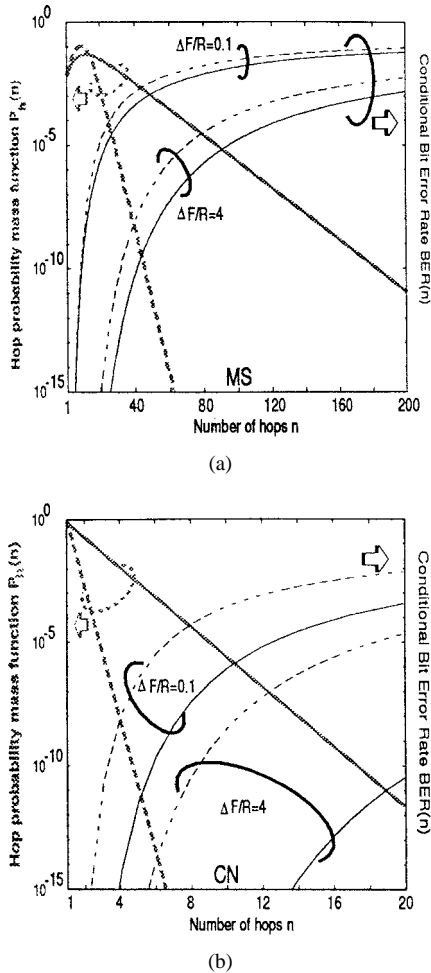 10^0
10^-5
10^-10
10^-15
Hop probability mass function P_h(n)
ΔF/R=0.1
ΔF/R=4
MS
Conditional Bit Error Rate BER(n)
1 40 80 120 160 200
Number of hops n
(a)
10^0
10^-5
10^-10
10^-15
Hop probability mass function P_h(n)
ΔF/R=0.1
ΔF/R=4
CN
Conditional Bit Error Rate BER(n)
1 4 8 12 16 20
Number of hops n
(b)